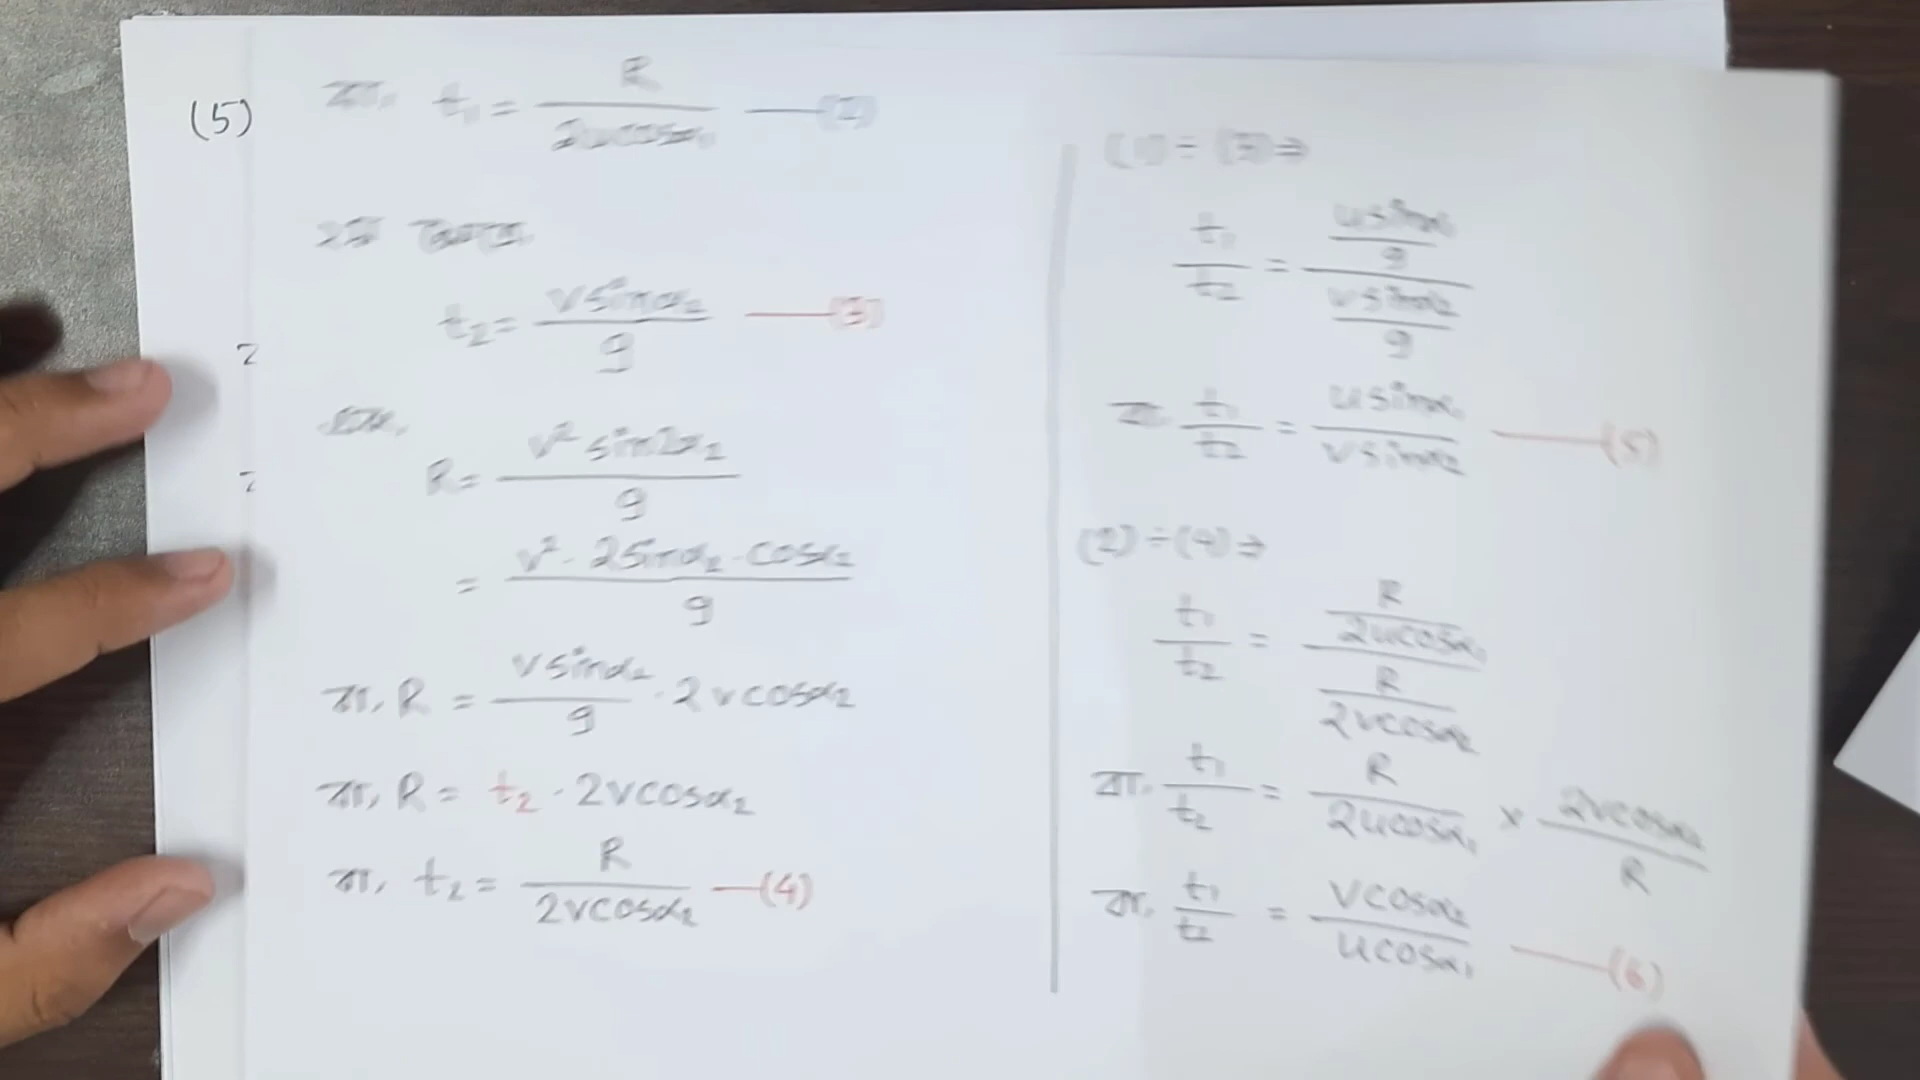 (5)
বা, t₁ = R / 2ucosα₁ —(2)
t₂ = vsinα₂ / g —(3)
R = v² sin2α₂ / g
= v² · 2sinα₂ · cosα₂ / g
বা, R = vsinα₂ / g · 2vcosα₂
বা, R = t₂ · 2vcosα₂
বা, t₂ = R / 2vcosα₂ —(4)
(1) ÷ (3) ⇒
t₁ / t₂ = (usinα₁ / g) / (vsinα₂ / g)
বা, t₁ / t₂ = usinα₁ / vsinα₂ —(5)
(2) ÷ (4) ⇒
t₁ / t₂ = (R / 2ucosα₁) / (R / 2vcosα₂)
বা, t₁ / t₂ = R / 2ucosα₁ × 2vcosα₂ / R
বা, t₁ / t₂ = vcosα₂ / ucosα₁ —(6)